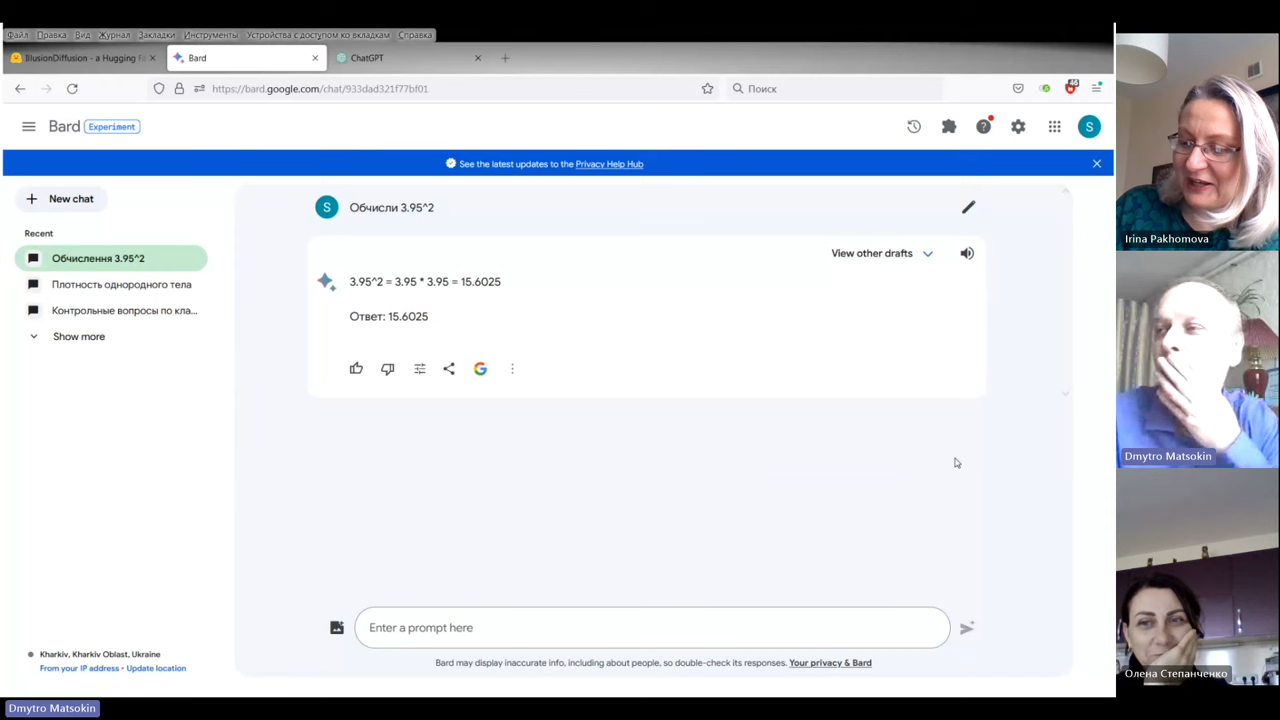 Файл Правка Вид Журнал Закладки Инструменты Устройства с доступом ко вкладкам Справка
IllusionDiffusion - a Hugging Fa
Bard
ChatGPT
https://bard.google.com/chat/933dad321f77bf01
Поиск
46
Bard Experiment
S
See the latest updates to the Privacy Help Hub
New chat
Recent
Обчислення 3.95^2
Плотность однородного тела
Контрольные вопросы по кла...
Show more
S Обчисли 3.95^2
View other drafts
3.95^2 = 3.95 * 3.95 = 15.6025
Ответ: 15.6025
Enter a prompt here
Bard may display inaccurate info, including about people, so double-check its responses. Your privacy & Bard
Kharkiv, Kharkiv Oblast, Ukraine
From your IP address • Update location
Irina Pakhomova
Dmytro Matsokin
Олена Степанченко
Dmytro Matsokin